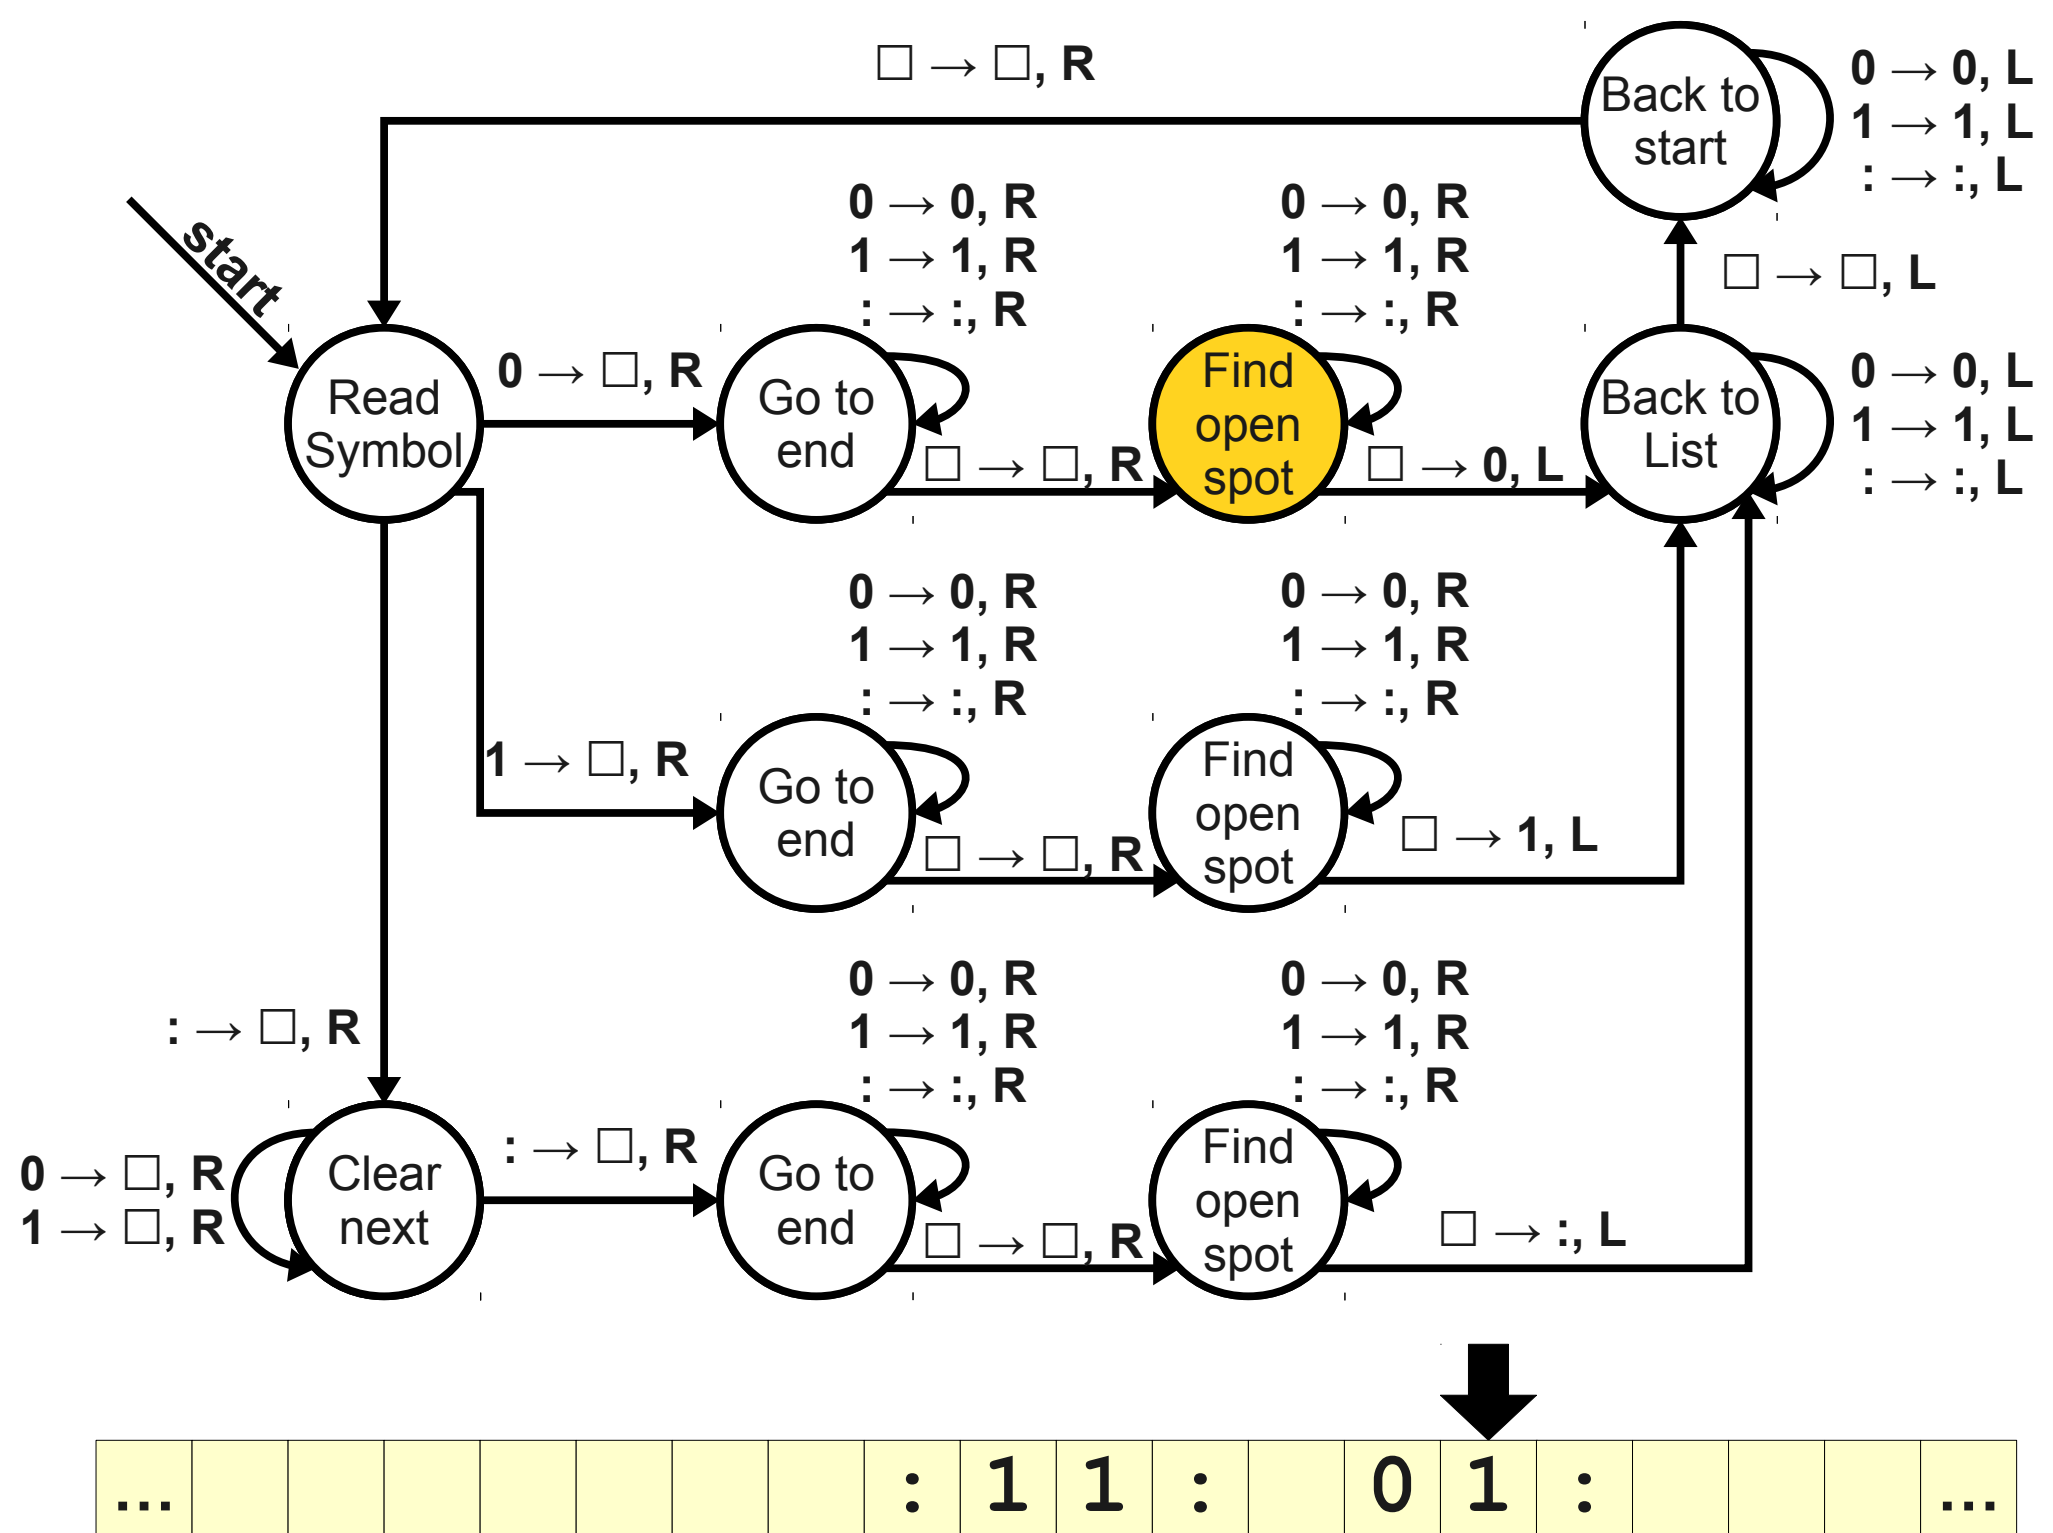 □ → □, R
Back to
start
0 → 0, L
1 → 1, L
: → :, L
start
0 → 0, R
1 → 1, R
: → :, R
0 → 0, R
1 → 1, R
: → :, R
□ → □, L
Read
Symbol
0 → □, R
Go to
end
□ → □, R
Find
open
spot
□ → 0, L
Back to
List
0 → 0, L
1 → 1, L
: → :, L
0 → 0, R
1 → 1, R
: → :, R
0 → 0, R
1 → 1, R
: → :, R
1 → □, R
Go to
end
□ → □, R
Find
open
spot
□ → 1, L
0 → 0, R
1 → 1, R
: → :, R
0 → 0, R
1 → 1, R
: → :, R
: → □, R
0 → □, R
1 → □, R
Clear
next
: → □, R
Go to
end
□ → □, R
Find
open
spot
□ → :, L
... : 1 1 : 0 1 : ...